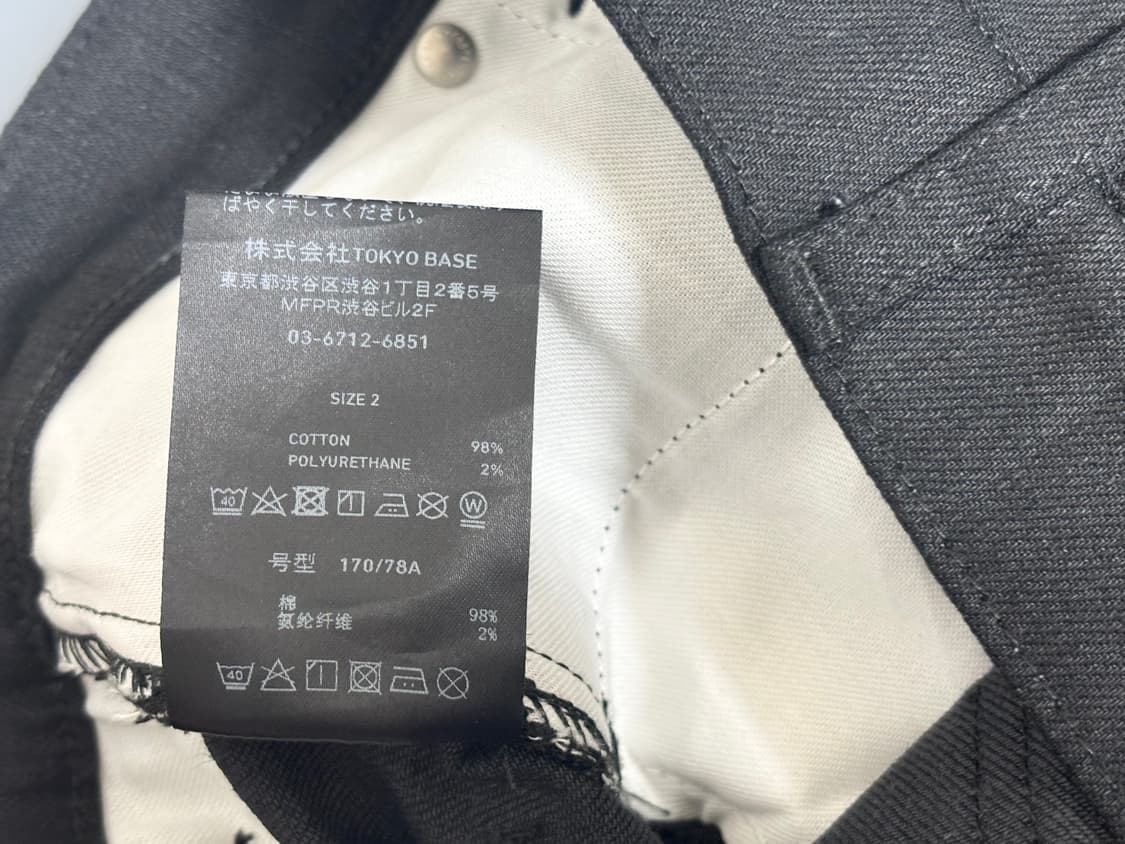 ばやく干してください。
株式会社TOKYO BASE
東京都渋谷区渋谷1丁目2番5号
MFPR渋谷ビル2F
03-6712-6851
SIZE 2
COTTON 98%
POLYURETHANE 2%
40 W
号型 170/78A
棉 98%
氨纶纤维 2%
40